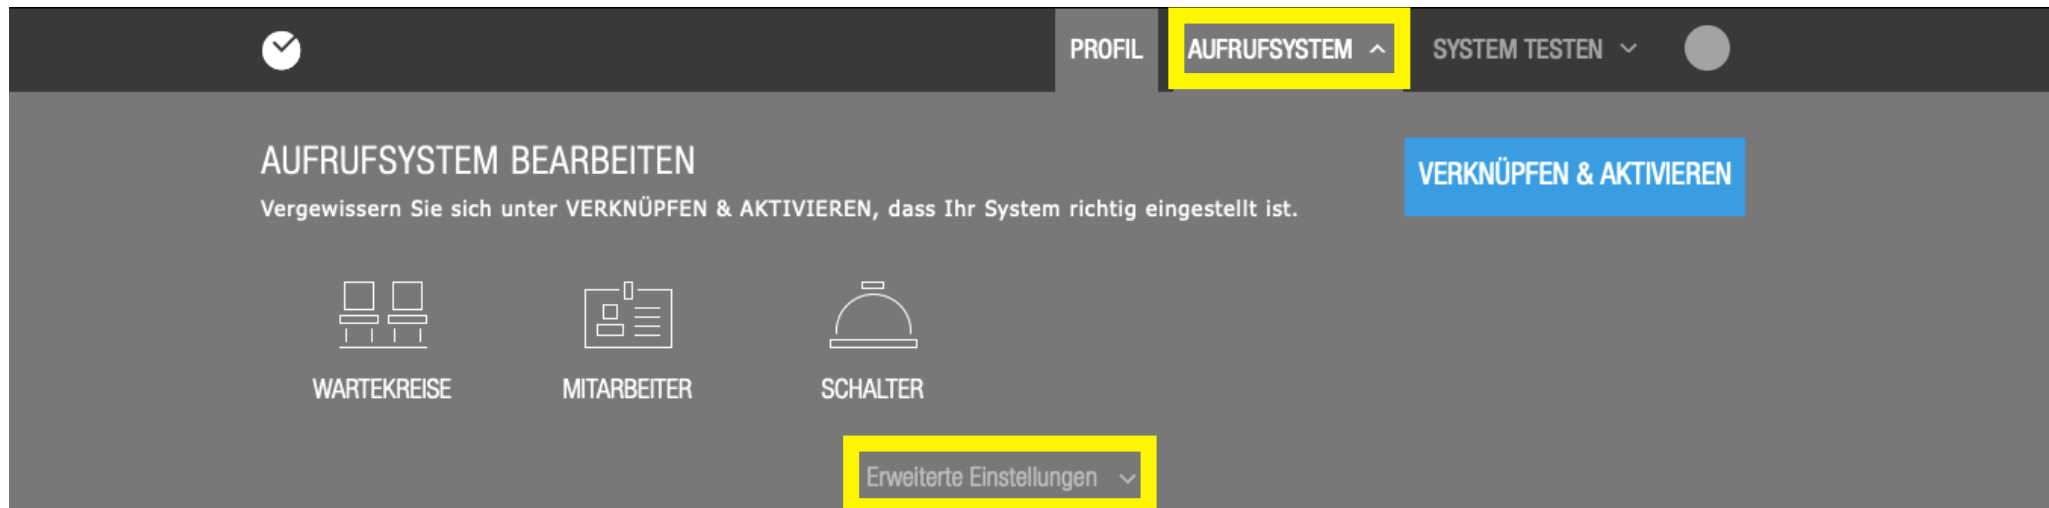 PROFIL AUFRUFSYSTEM SYSTEM TESTEN
AUFRUFSYSTEM BEARBEITEN
VERKNÜPFEN & AKTIVIEREN
Vergewissern Sie sich unter VERKNÜPFEN & AKTIVIEREN, dass Ihr System richtig eingestellt ist.
WARTEKREISE MITARBEITER SCHALTER
Erweiterte Einstellungen